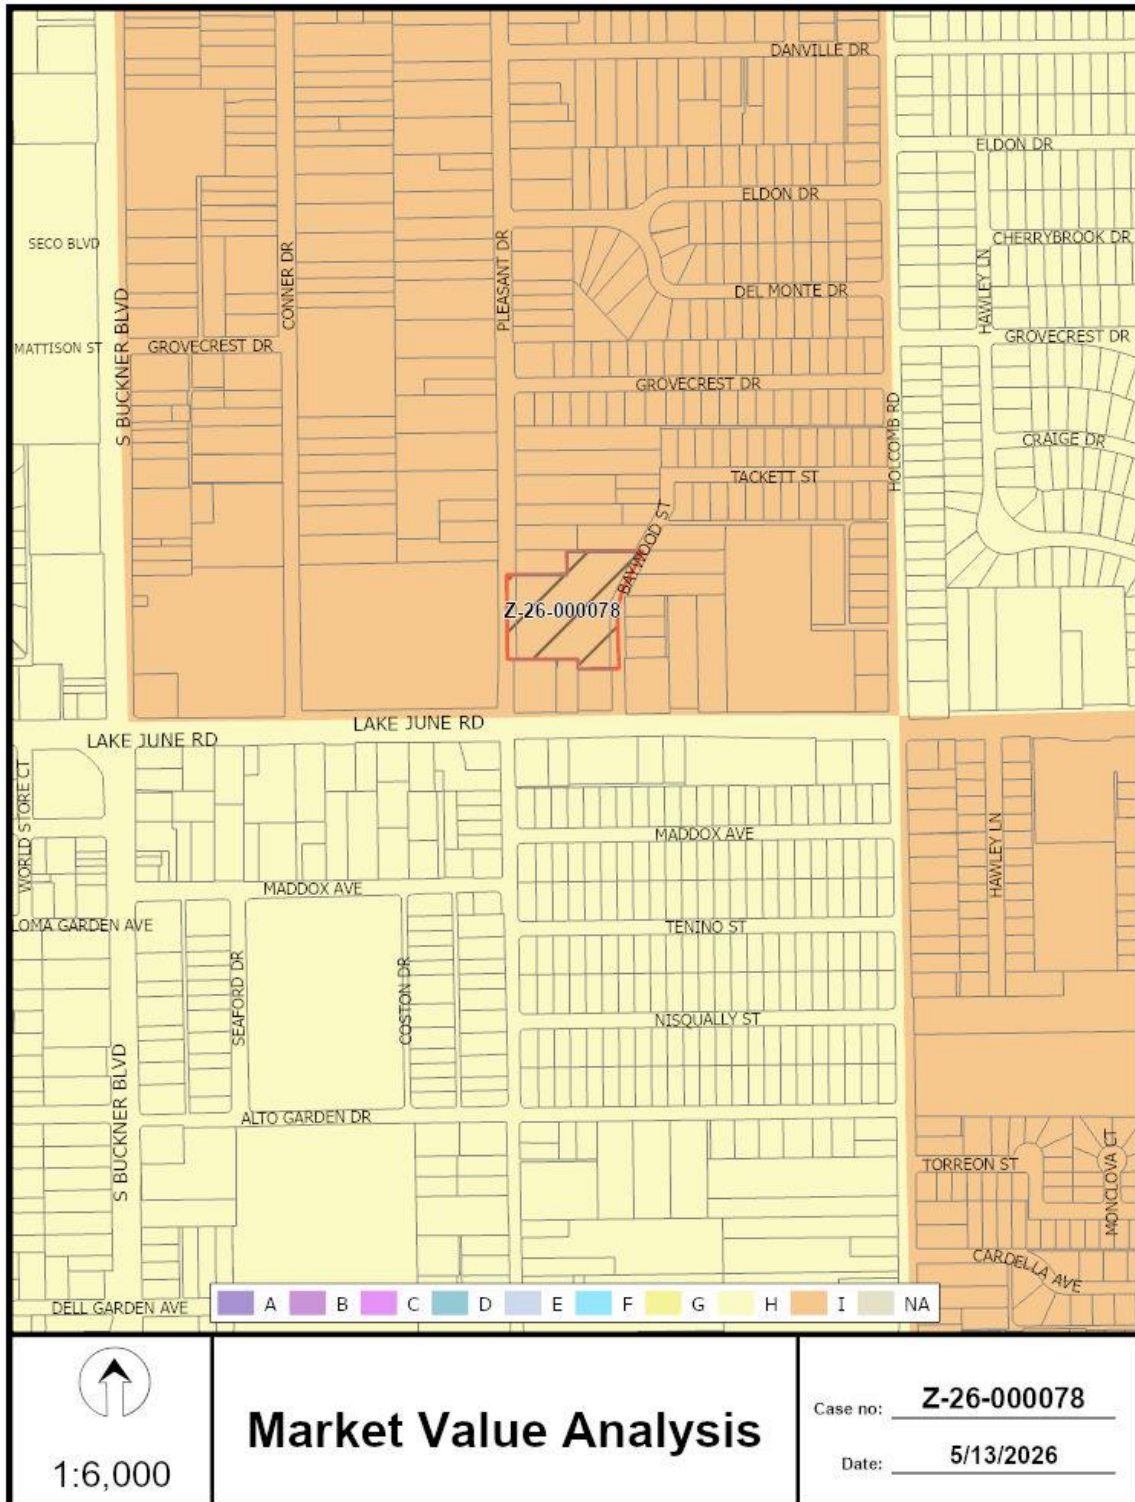 DANVILLE DR
ELDON DR
ELDON DR
SECO BLVD
CONNER DR
PLEASANT DR
CHERRYBROOK DR
HAWLEY LN
DEL MONTE DR
S BUCKNER BLVD
MATTISON ST
GROVECREST DR
GROVECREST DR
GROVECREST DR
HOLCOMB RD
CRAIGE DR
TACKETT ST
BAYWOOD ST
Z-26-000078
LAKE JUNE RD
LAKE JUNE RD
WORLD STORE CT
MADDOX AVE
HAWLEY LN
MADDOX AVE
LOMA GARDEN AVE
TENINO ST
SEAFORD DR
COSTON DR
NISQUALLY ST
S BUCKNER BLVD
ALTO GARDEN DR
TORREON ST
MONCLOVA CT
CARDELLA AVE
DELL GARDEN AVE
A B C D E F G H I NA
1:6,000
Market Value Analysis
Case no: Z-26-000078
Date: 5/13/2026